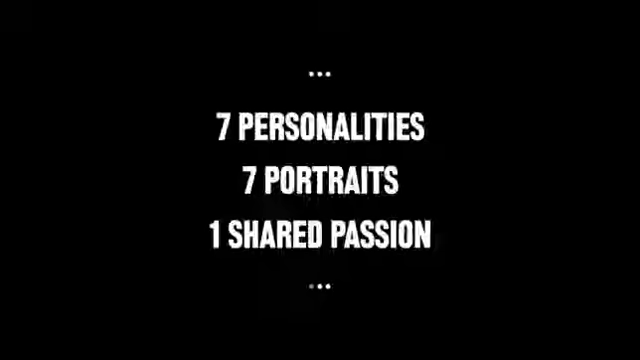 ...
7 PERSONALITIES
7 PORTRAITS
1 SHARED PASSION
...